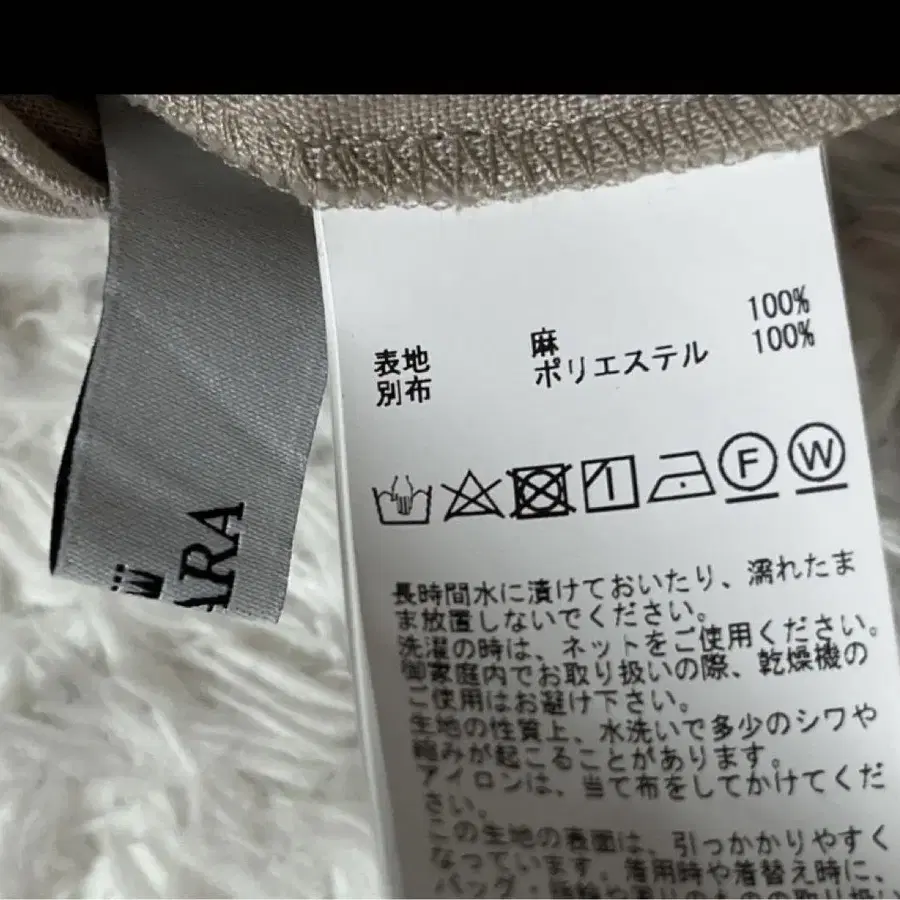 ARA
表地 麻 100%
別布 ポリエステル 100%
F W
長時間水に漬けておいたり、濡れたま
ま放置しないでください。
洗濯の時は、ネットをご使用ください。
御家庭内でお取り扱いの際、乾燥機の
ご使用はお避け下さい。
生地の性質上、水洗いで多少のシワや
縮みが起こることがあります。
アイロンは、当て布をしてかけてくだ
さい。
この生地の表面は、引っかかりやすく
なっています。着用時や着替え時に、
バッグ・